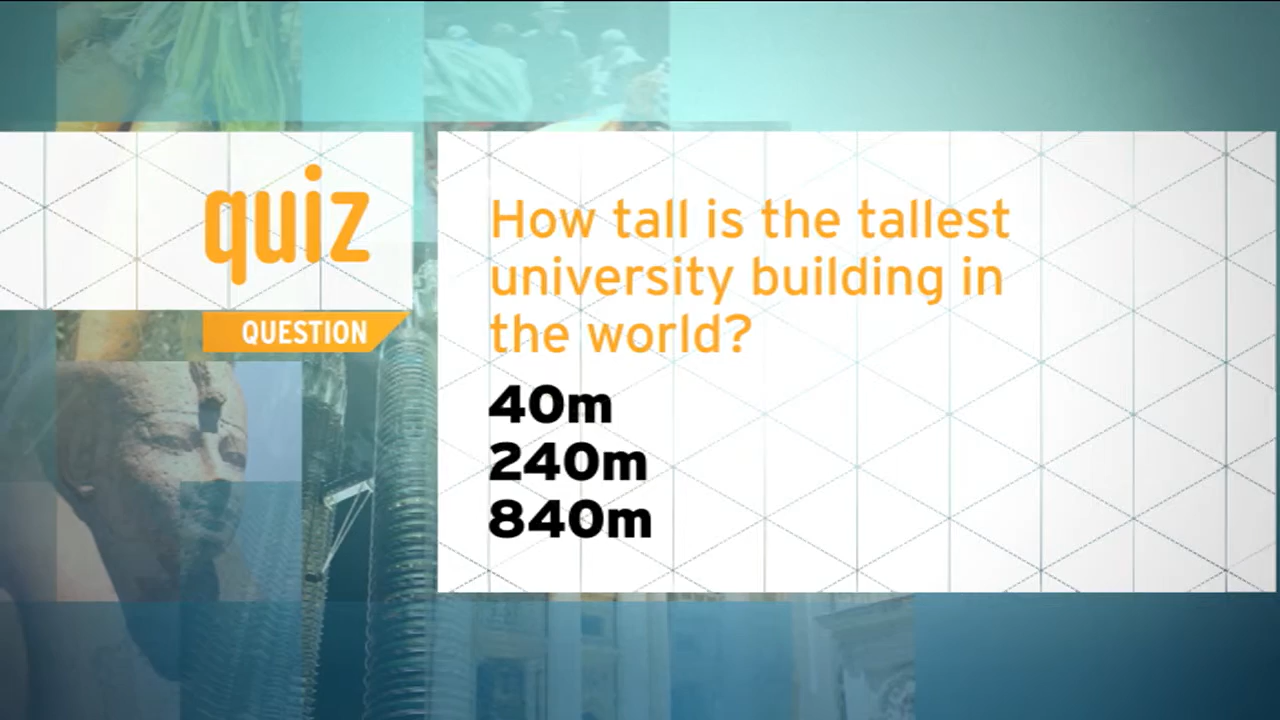 quiz
QUESTION
How tall is the tallest
university building in
the world?
40m
240m
840m